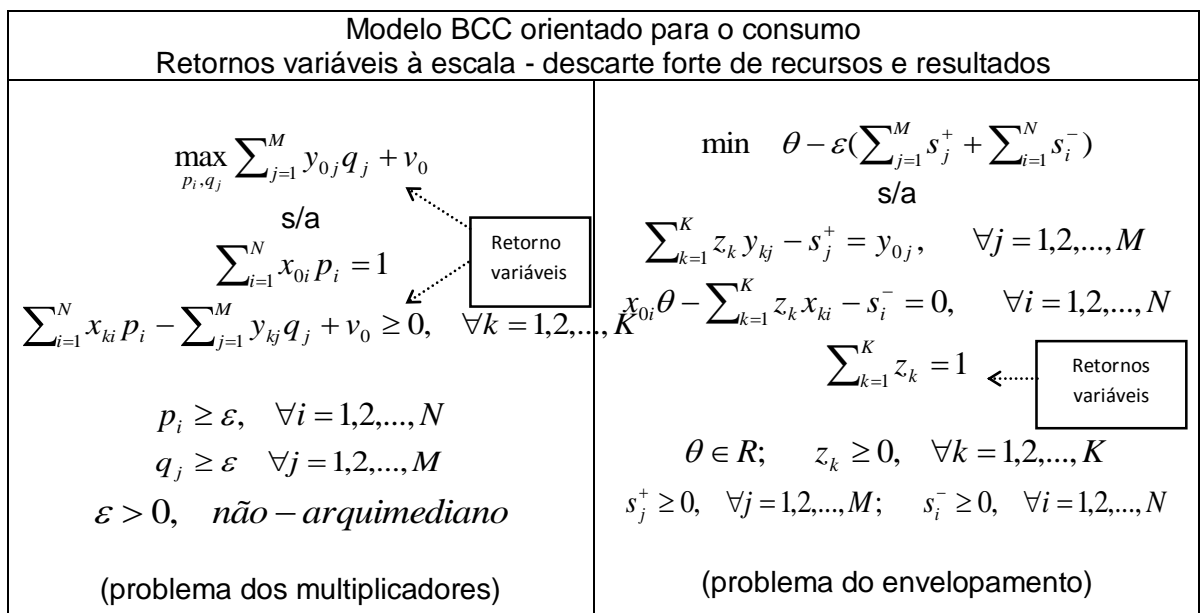 Modelo BCC orientado para o consumo
Retornos variáveis à escala - descarte forte de recursos e resultados
max_{p_i,q_j} ∑_{j=1}^{M} y_{0j} q_j + v_0
s/a
∑_{i=1}^{N} x_{0i} p_i = 1
∑_{i=1}^{N} x_{ki} p_i − ∑_{j=1}^{M} y_{kj} q_j + v_0 ≥ 0, ∀k = 1,2,..., K
Retorno
variáveis
p_i ≥ ε, ∀i = 1,2,..., N
q_j ≥ ε ∀j = 1,2,..., M
ε > 0, não − arquimediano
(problema dos multiplicadores)
min θ − ε(∑_{j=1}^{M} s_j^+ + ∑_{i=1}^{N} s_i^−)
s/a
∑_{k=1}^{K} z_k y_{kj} − s_j^+ = y_{0j}, ∀j = 1,2,..., M
x_{0i} θ − ∑_{k=1}^{K} z_k x_{ki} − s_i^− = 0, ∀i = 1,2,..., N
∑_{k=1}^{K} z_k = 1
Retornos
variáveis
θ ∈ R; z_k ≥ 0, ∀k = 1,2,..., K
s_j^+ ≥ 0, ∀j = 1,2,..., M; s_i^− ≥ 0, ∀i = 1,2,..., N
(problema do envelopamento)